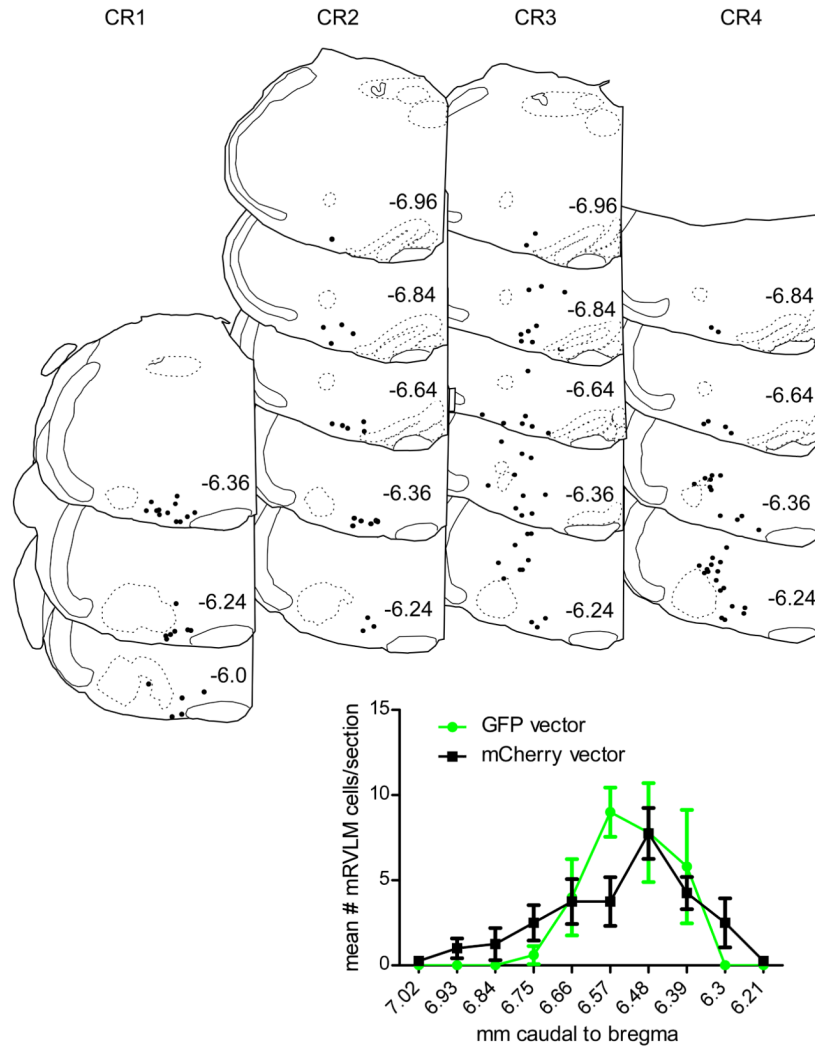 CR1 CR2 CR3 CR4
-6.96 -6.96
-6.84 -6.84 -6.84
-6.64 -6.64 -6.64
-6.36 -6.36 -6.36 -6.36
-6.24 -6.24 -6.24 -6.24
-6.0
15
GFP vector
mCherry vector
10
5
0
mean # mRVLM cells/section
7.02 6.93 6.84 6.75 6.66 6.57 6.48 6.39 6.3 6.21
mm caudal to bregma